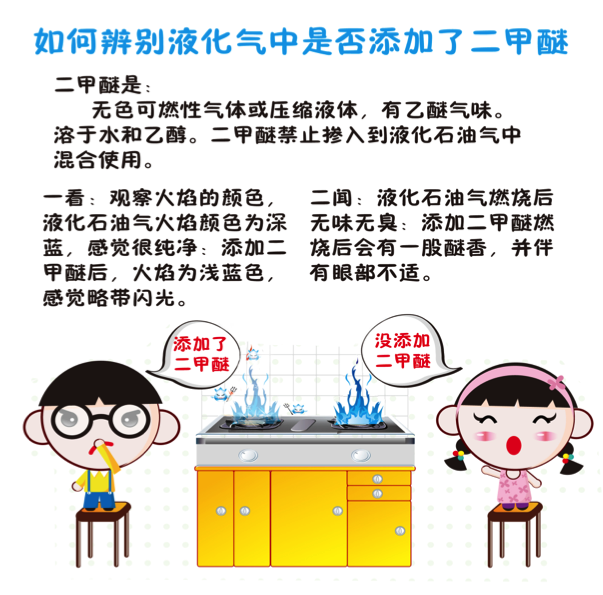 如何辨别液化气中是否添加了二甲醚
二甲醚是：
无色可燃性气体或压缩液体，有乙醚气味。
溶于水和乙醇。二甲醚禁止掺入到液化石油气中
混合使用。
一看：观察火焰的颜色，
液化石油气火焰颜色为深
蓝，感觉很纯净：添加二
甲醚后，火焰为浅蓝色，
感觉略带闪光。
二闻：液化石油气燃烧后
无味无臭：添加二甲醚燃
烧后会有一股醚香，并伴
有眼部不适。
添加了
二甲醚
没添加
二甲醚